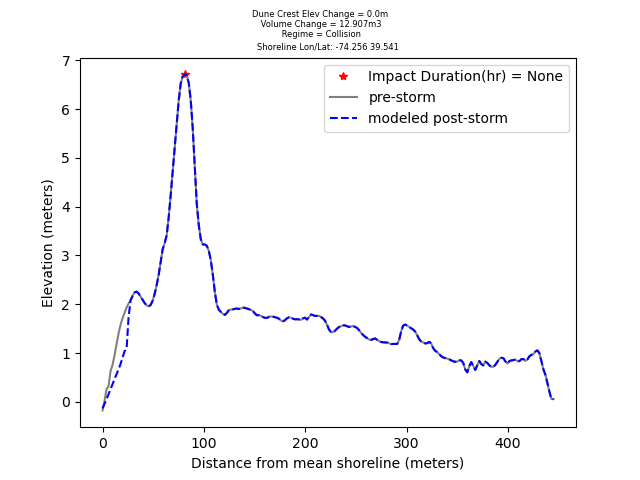 Dune Crest Elev Change = 0.0m
Volume Change = 12.907m3
Regime = Collision
Shoreline Lon/Lat: -74.256 39.541
Impact Duration(hr) = None
pre-storm
modeled post-storm
Elevation (meters)
7
6
5
4
3
2
1
0
0 100 200 300 400
Distance from mean shoreline (meters)